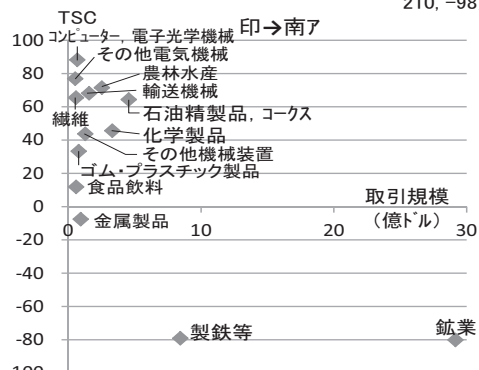 210, -98
TSC
印→南ア
100
ｺﾝﾋﾟｭｰﾀｰ, 電子光学機械
その他電気機械
80
農林水産
輸送機械
60
石油精製品, コークス
繊維
化学製品
40
その他機械装置
20
ゴム・プラスチック製品
食品飲料
取引規模
(億ﾄﾞﾙ)
0
金属製品
0
10
20
30
-20
-40
-60
-80
製鉄等
鉱業
-100